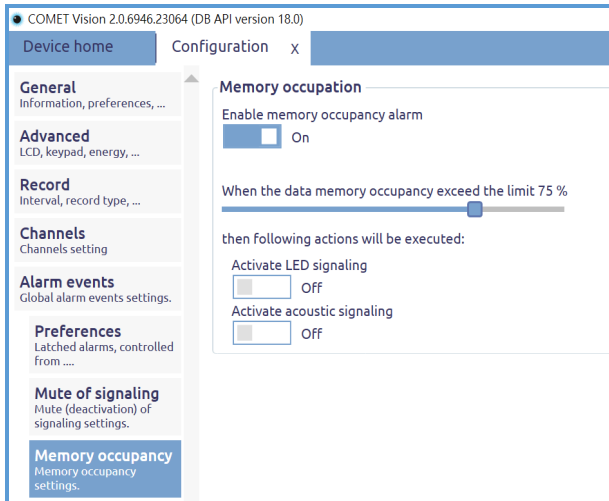 COMET Vision 2.0.6946.23064 (DB API version 18.0)
Device home
Configuration x
General
Information, preferences, ...
Advanced
LCD, keypad, energy, ...
Record
Interval, record type, ...
Channels
Channels setting
Alarm events
Global alarm events settings.
Preferences
Latched alarms, controlled
from ....
Mute of signaling
Mute (deactivation) of
signaling settings.
Memory occupancy
Memory occupancy
settings.
Memory occupation
Enable memory occupancy alarm
On
When the data memory occupancy exceed the limit 75 %
then following actions will be executed:
Activate LED signaling
Off
Activate acoustic signaling
Off